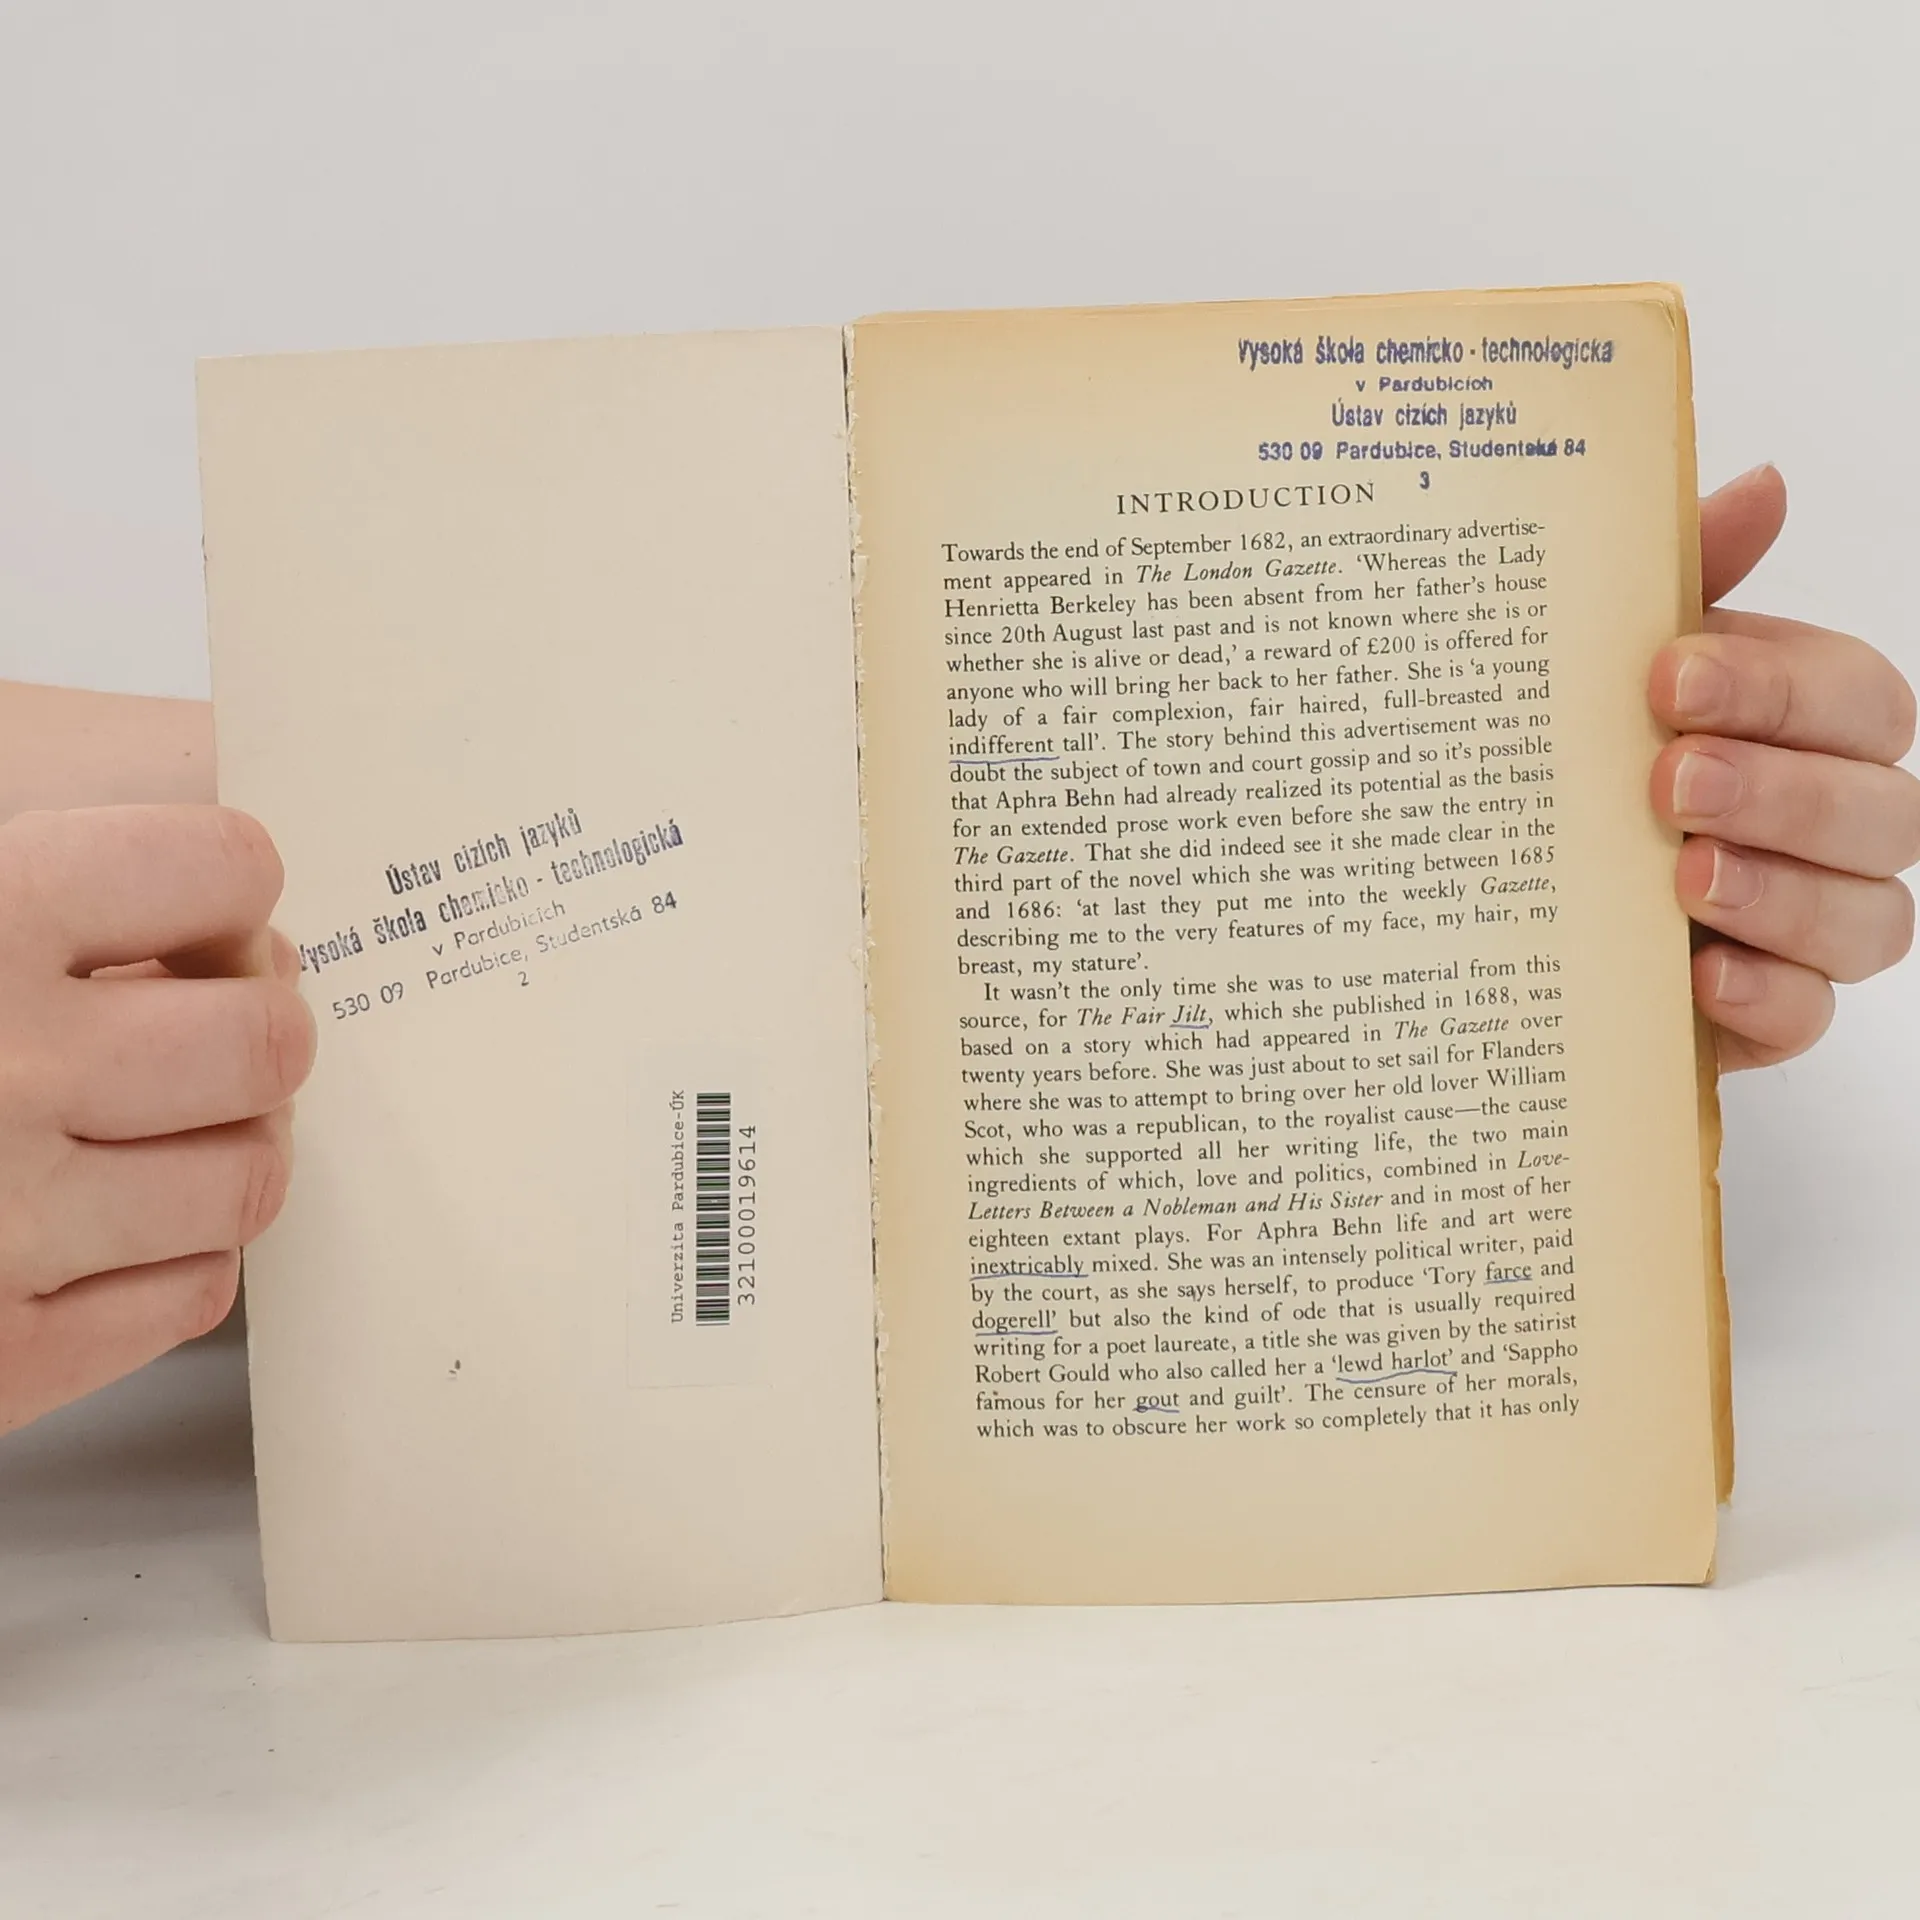 Ústav cizích jazyků
Vysoká škola chemicko - technologická
v Pardubicích
530 09 Pardubice, Studentská 84
2
Univerzita Pardubice-ÚK
32100019614
Vysoká škola chemicko - technologická
v Pardubicích
Ústav cizích jazyků
530 09 Pardubice, Studentská 84
3
INTRODUCTION
Towards the end of September 1682, an extraordinary advertise-
ment appeared in The London Gazette. ‘Whereas the Lady
Henrietta Berkeley has been absent from her father’s house
since 20th August last past and is not known where she is or
whether she is alive or dead,’ a reward of £200 is offered for
anyone who will bring her back to her father. She is ‘a young
lady of a fair complexion, fair haired, full-breasted and
indifferent tall’. The story behind this advertisement was no
doubt the subject of town and court gossip and so it’s possible
that Aphra Behn had already realized its potential as the basis
for an extended prose work even before she saw the entry in
The Gazette. That she did indeed see it she made clear in the
third part of the novel which she was writing between 1685
and 1686: ‘at last they put me into the weekly Gazette,
describing me to the very features of my face, my hair, my
breast, my stature’.
It wasn’t the only time she was to use material from this
source, for The Fair Jilt, which she published in 1688, was
based on a story which had appeared in The Gazette over
twenty years before. She was just about to set sail for Flanders
where she was to attempt to bring over her old lover William
Scot, who was a republican, to the royalist cause—the cause
which she supported all her writing life, the two main
ingredients of which, love and politics, combined in Love-
Letters Between a Nobleman and His Sister and in most of her
eighteen extant plays. For Aphra Behn life and art were
inextricably mixed. She was an intensely political writer, paid
by the court, as she says herself, to produce ‘Tory farce and
dogerell’ but also the kind of ode that is usually required
writing for a poet laureate, a title she was given by the satirist
Robert Gould who also called her a ‘lewd harlot’ and ‘Sappho
famous for her gout and guilt’. The censure of her morals,
which was to obscure her work so completely that it has only